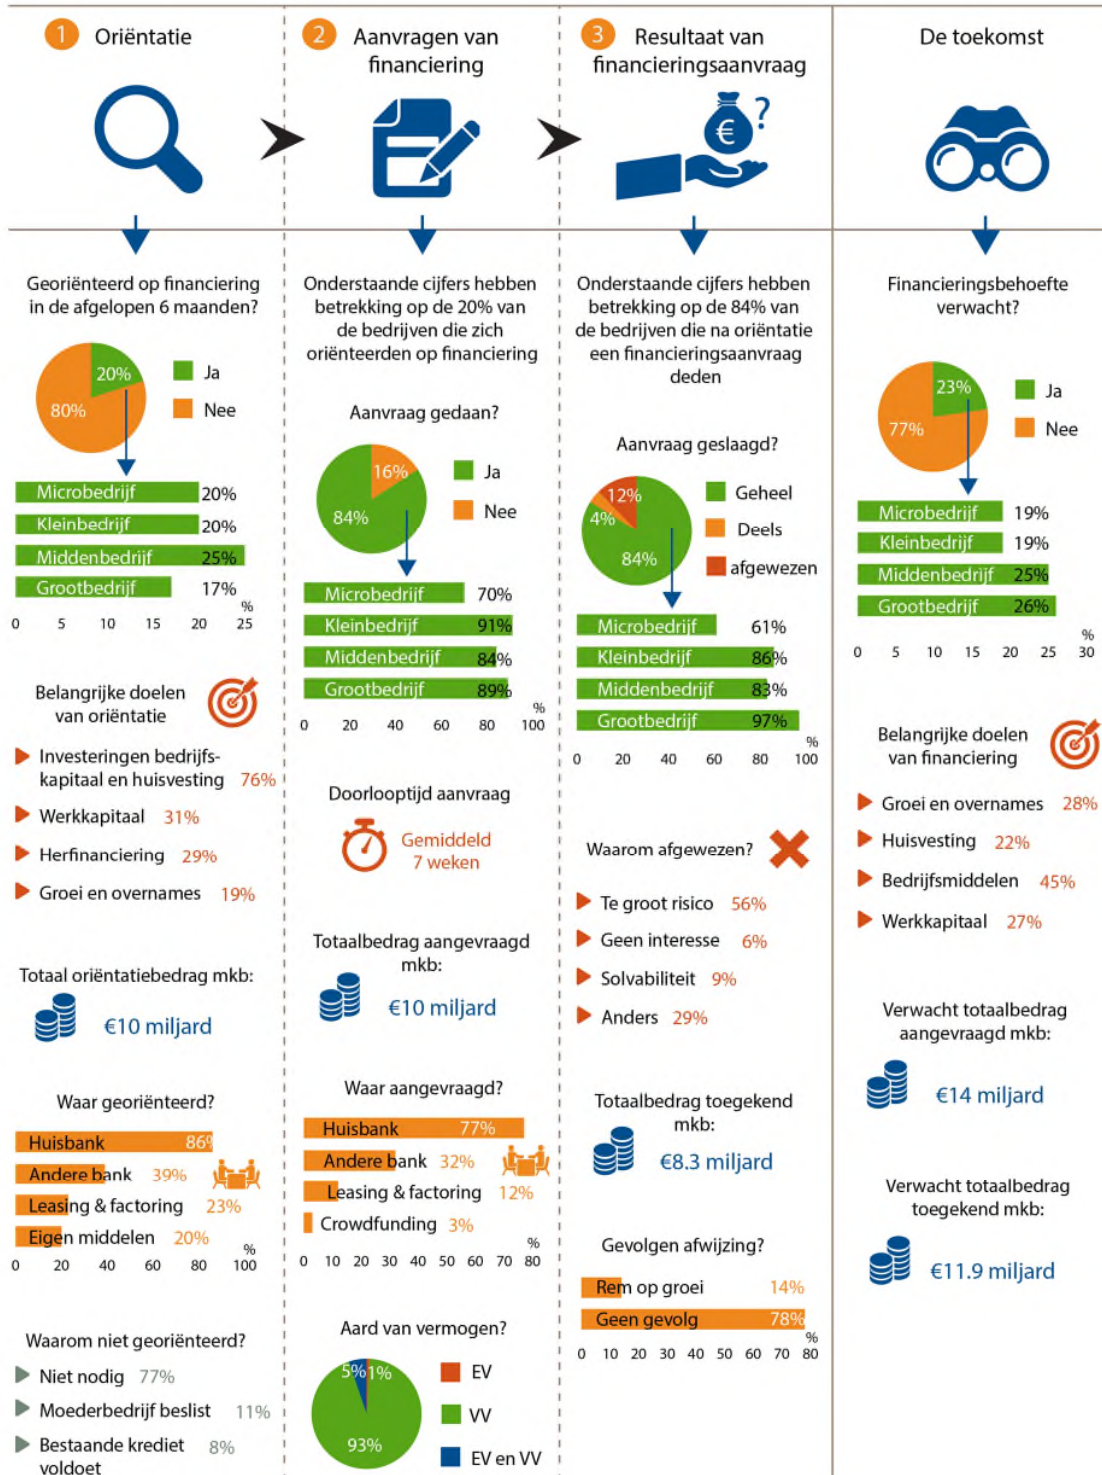 1 Oriëntatie
2 Aanvragen van
financiering
3 Resultaat van
financieringsaanvraag
De toekomst
€ ?
Georiënteerd op financiering
in de afgelopen 6 maanden?
20%
80%
Ja
Nee
Microbedrijf 20%
Kleinbedrijf 20%
Middenbedrijf 25%
Grootbedrijf 17%
%
0 5 10 15 20 25
Belangrijke doelen
van oriëntatie
Investeringen bedrijfs-
kapitaal en huisvesting 76%
Werkkapitaal 31%
Herfinanciering 29%
Groei en overnames 19%
Totaal oriëntatiebedrag mkb:
€10 miljard
Waar georiënteerd?
Huisbank 86%
Andere bank 39%
Leasing & factoring 23%
Eigen middelen 20%
%
0 20 40 60 80 100
Waarom niet georiënteerd?
Niet nodig 77%
Moederbedrijf beslist 11%
Bestaande krediet 8%
voldoet
Onderstaande cijfers hebben
betrekking op de 20% van
de bedrijven die zich
oriënteerden op financiering
Aanvraag gedaan?
16%
84%
Ja
Nee
Microbedrijf 70%
Kleinbedrijf 91%
Middenbedrijf 84%
Grootbedrijf 89%
%
0 20 40 60 80 100
Doorlooptijd aanvraag
Gemiddeld
7 weken
Totaalbedrag aangevraagd
mkb:
€10 miljard
Waar aangevraagd?
Huisbank 77%
Andere bank 32%
Leasing & factoring 12%
Crowdfunding 3%
%
0 20 40 60 80
Aard van vermogen?
5% 1%
93%
EV
VV
EV en VV
Onderstaande cijfers hebben
betrekking op de 84% van
de bedrijven die na oriëntatie
een financieringsaanvraag
deden
Aanvraag geslaagd?
12%
4%
84%
Geheel
Deels
afgewezen
Microbedrijf 61%
Kleinbedrijf 86%
Middenbedrijf 83%
Grootbedrijf 97%
%
0 20 40 60 80 100
Waarom afgewezen?
Te groot risico 56%
Geen interesse 6%
Solvabiliteit 9%
Anders 29%
Totaalbedrag toegekend
mkb:
€8.3 miljard
Gevolgen afwijzing?
Rem op groei 14%
Geen gevolg 78%
%
0 10 20 30 40 50 60 70 80
Financieringsbehoefte
verwacht?
23%
77%
Ja
Nee
Microbedrijf 19%
Kleinbedrijf 19%
Middenbedrijf 25%
Grootbedrijf 26%
%
0 5 10 15 20 25 30
Belangrijke doelen
van financiering
Groei en overnames 28%
Huisvesting 22%
Bedrijfsmiddelen 45%
Werkkapitaal 27%
Verwacht totaalbedrag
aangevraagd mkb:
€14 miljard
Verwacht totaalbedrag
toegekend mkb:
€11.9 miljard